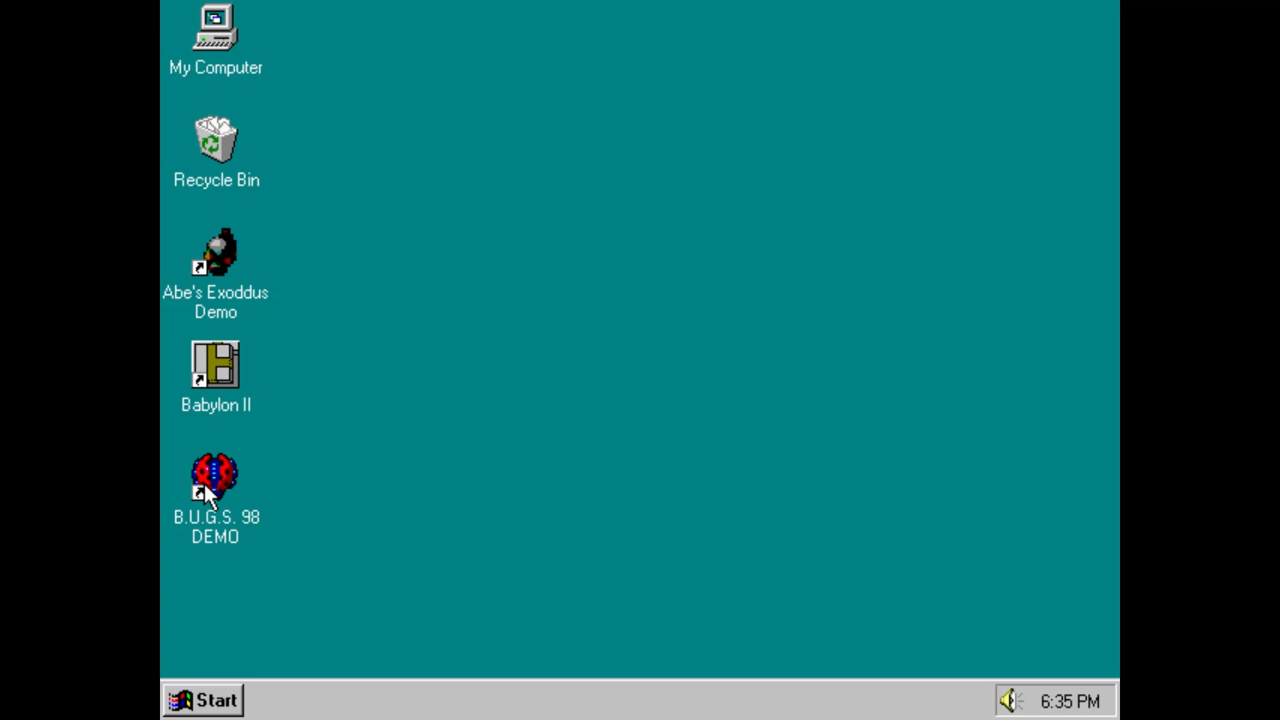 My Computer
Recycle Bin
Abe's Exoddus
Demo
Babylon II
B.U.G.S. 98
DEMO
Start
6:35 PM